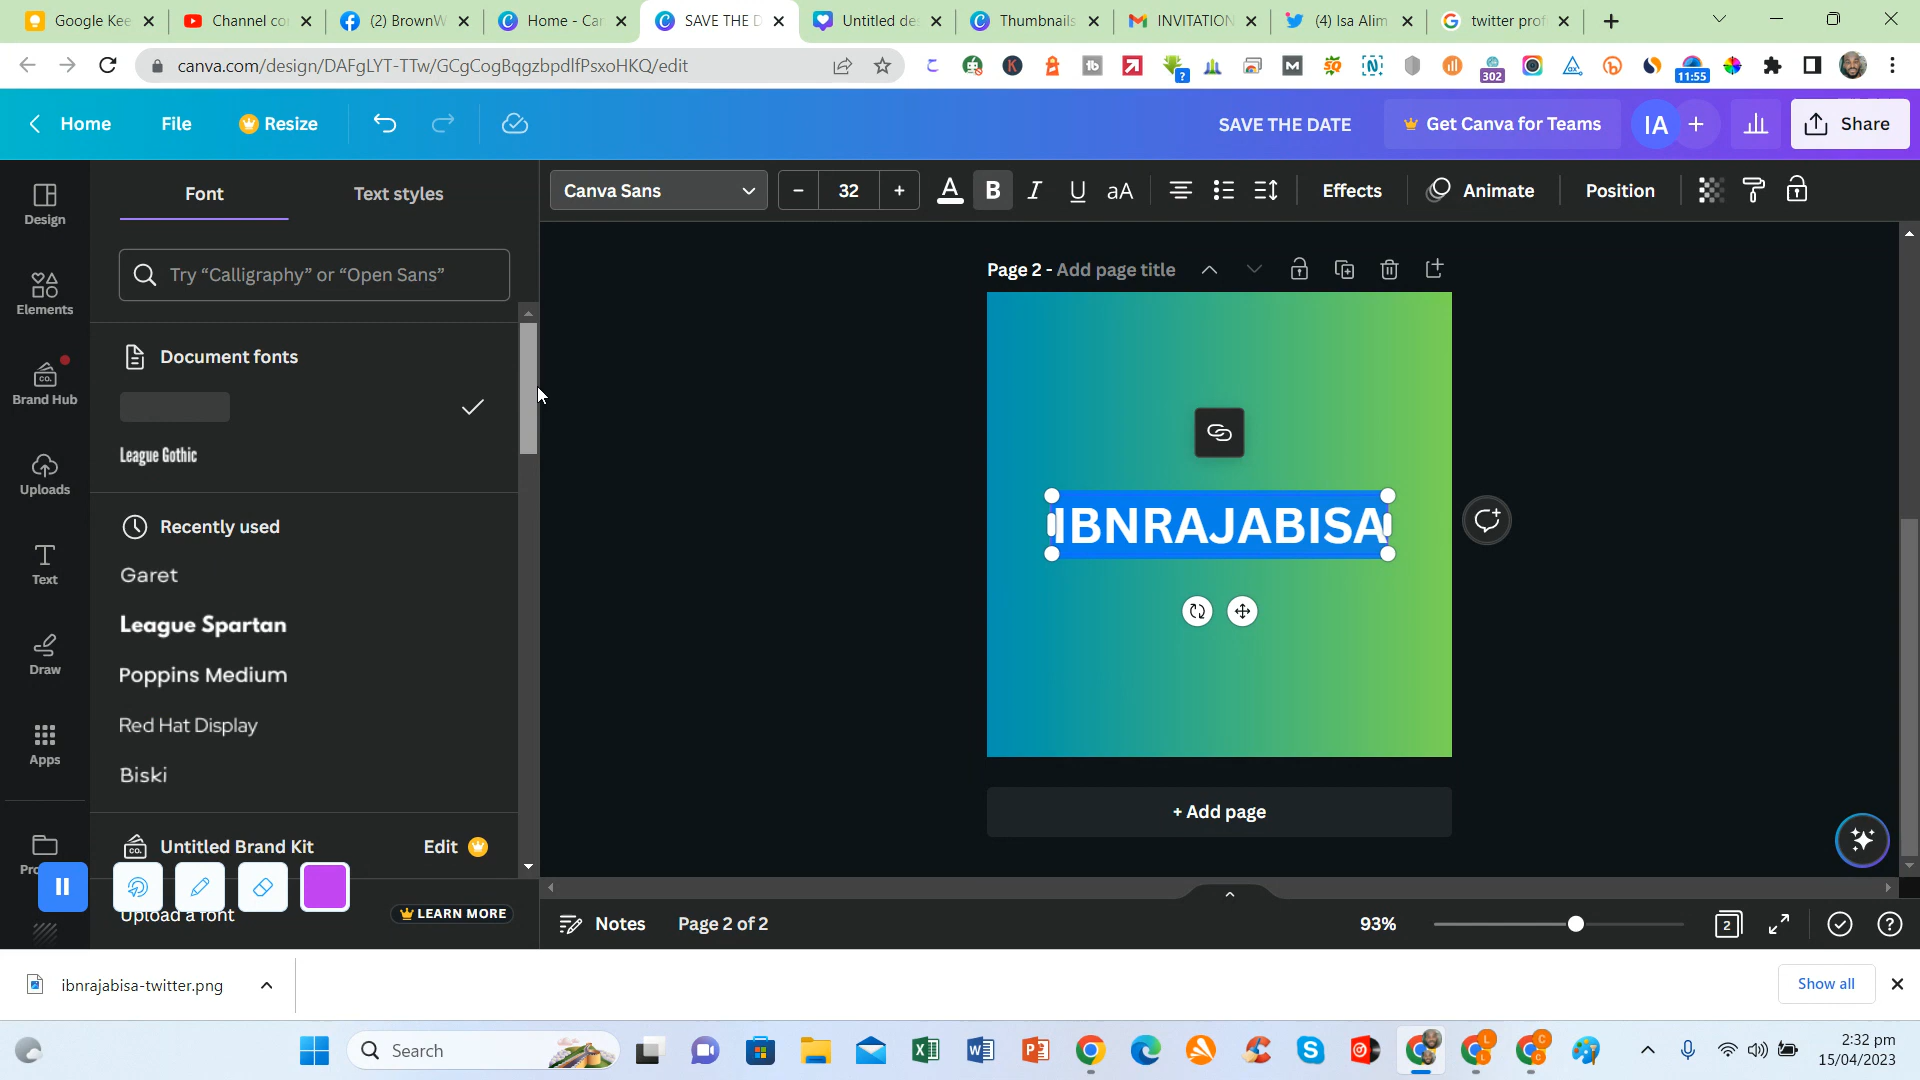 Google Kee
Channel co
(2) BrownW
Home - Ca
SAVE THE D
Untitled de
Thumbnails
INVITATION
(4) Isa Alim
twitter prof
canva.com/design/DAFgLYT-TTw/GCgCogBqgzbpdlfPsxoHKQ/edit
302
11:55
Home
File
Resize
SAVE THE DATE
Get Canva for Teams
IA
+
Share
Font
Text styles
Canva Sans
- 32 +
A B I U aA
Effects
Animate
Position
Design
Elements
Brand Hub
Uploads
Text
Draw
Apps
Try “Calligraphy” or “Open Sans”
Document fonts
League Gothic
Recently used
Garet
League Spartan
Poppins Medium
Red Hat Display
Biski
Untitled Brand Kit
Edit
Upload a font
LEARN MORE
Page 2 - Add page title
IBNRAJABISA
+ Add page
Notes
Page 2 of 2
93%
2
ibnrajabisa-twitter.png
Show all
Search
2:32 pm
15/04/2023